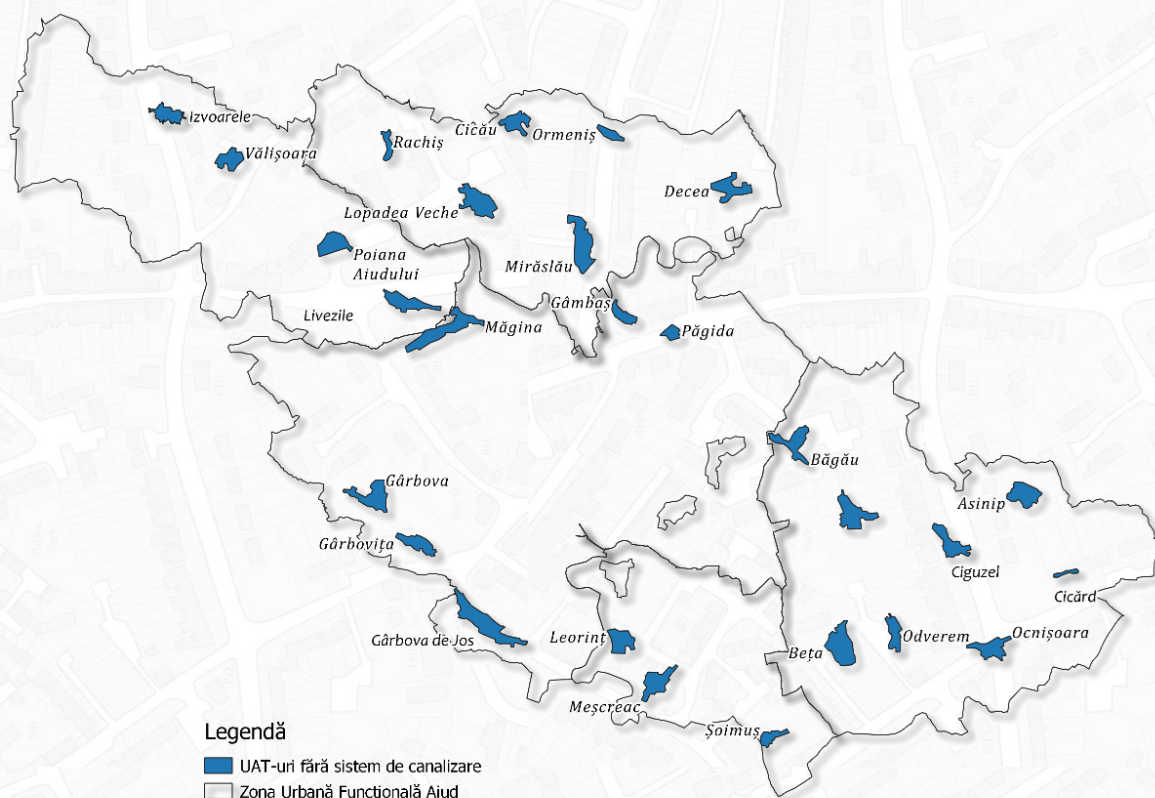 Izvoarele
Vălișoara
Rachiș
Cicău
Ormeniș
Decea
Lopadea Veche
Poiana
Aiudului
Mirăslău
Gâmbaș
Livezile
Măgina
Păgida
Băgău
Gârbova
Asinip
Gârbovița
Ciguzel
Cicărd
Gârbova de Jos
Leorinț
Beța
Odverem
Ocnișoara
Meșcreac
Șoimuș
Legendă
UAT-uri fără sistem de canalizare
Zona Urbană Funcțională Aiud